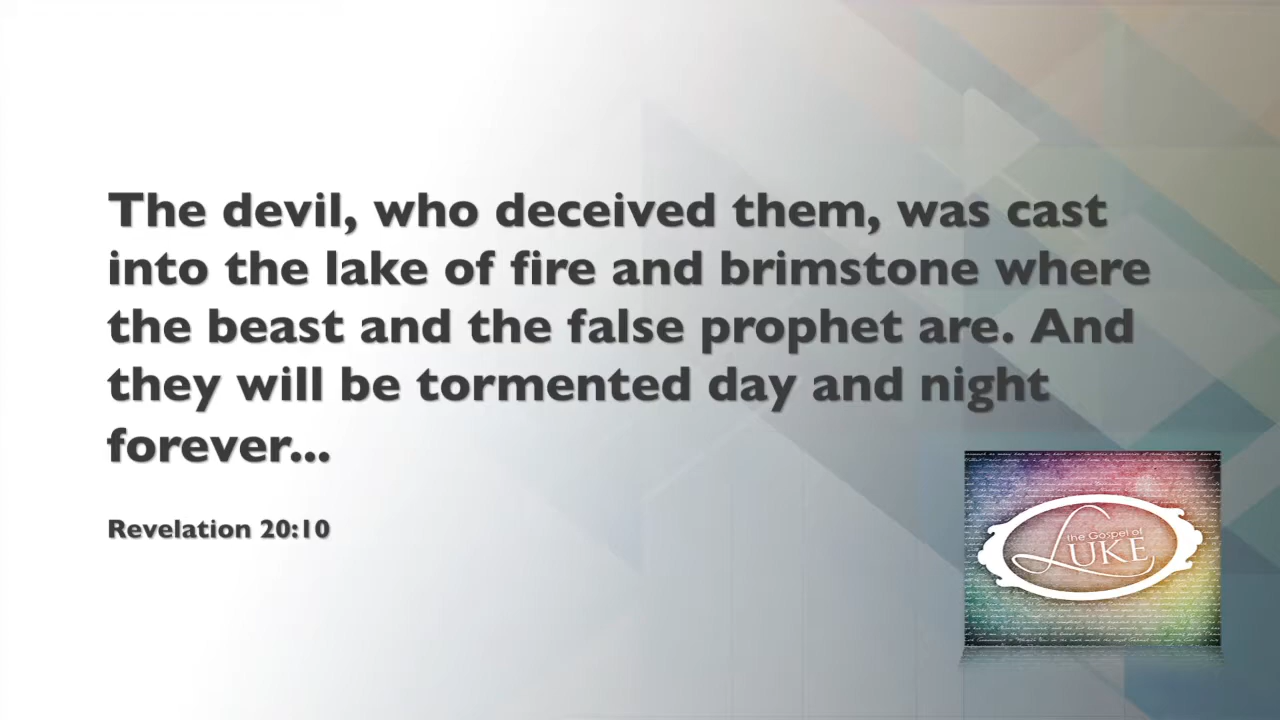 The devil, who deceived them, was cast
into the lake of fire and brimstone where
the beast and the false prophet are. And
they will be tormented day and night
forever...
Revelation 20:10
the Gospel of
LUKE